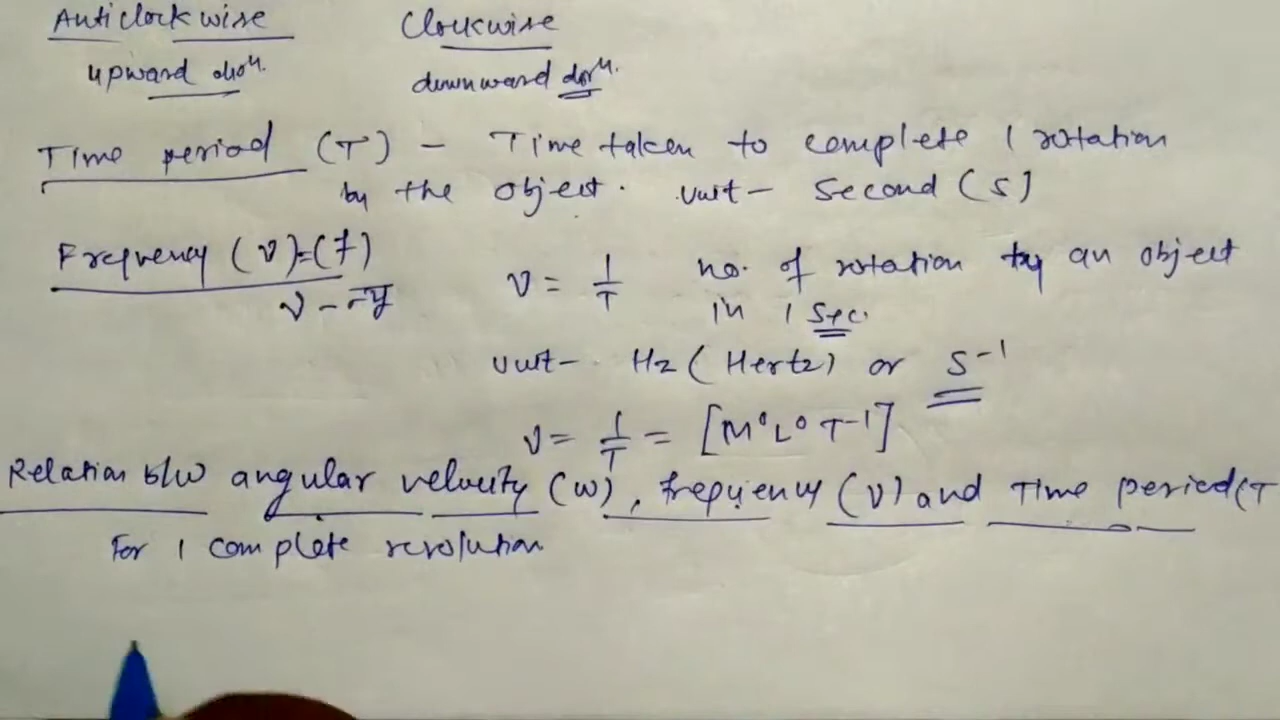 Anticlockwise Clockwise
upward dirⁿ. downward dirⁿ.
Time period (T) - Time taken to complete 1 rotation
by the object. Unit - Second (S)
Frequency (ν)=(f) ν = 1/T no. of rotation by an object
in 1 Sec.
Unit - Hz (Hertz) or S⁻¹
ν = 1/T = [M⁰L⁰T⁻¹]
Relation b/w angular velocity (ω), frequency (ν) and Time period (T
For 1 complete revolution